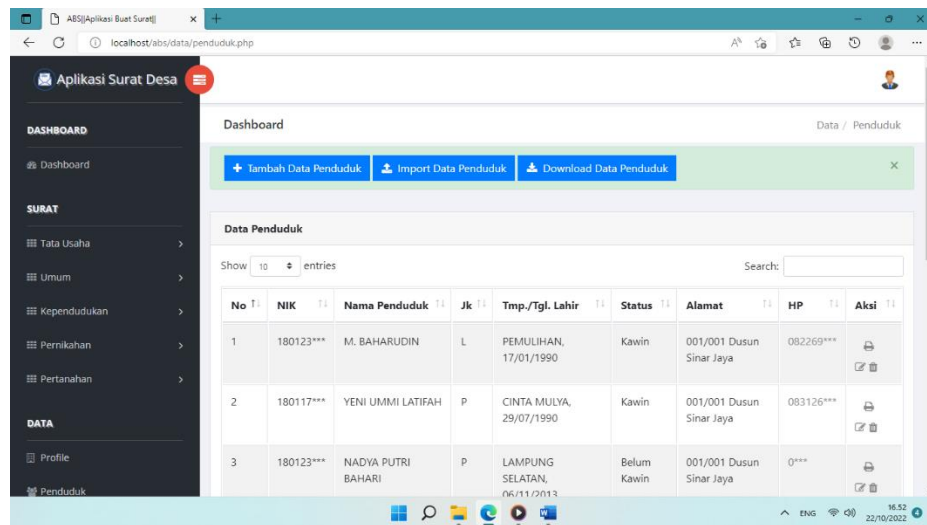 ABS||Aplikasi Buat Surat||
localhost/abs/data/penduduk.php
Aplikasi Surat Desa
DASHBOARD
Dashboard
SURAT
Tata Usaha
Umum
Kependudukan
Pernikahan
Pertanahan
DATA
Profile
Penduduk
Dashboard
Data / Penduduk
Tambah Data Penduduk Import Data Penduduk Download Data Penduduk ×
Data Penduduk
Show 10 entries Search:
No NIK Nama Penduduk Jk Tmp./Tgl. Lahir Status Alamat HP Aksi
1 180123*** M. BAHARUDIN L PEMULIHAN, Kawin 001/001 Dusun 082269***
17/01/1990 Sinar Jaya
2 180117*** YENI UMMI LATIFAH P CINTA MULYA, Kawin 001/001 Dusun 083126***
29/07/1990 Sinar Jaya
3 180123*** NADYA PUTRI P LAMPUNG Belum 001/001 Dusun 0***
BAHARI SELATAN, Kawin Sinar Jaya
06/11/2013
ENG 16.52
22/10/2022 4